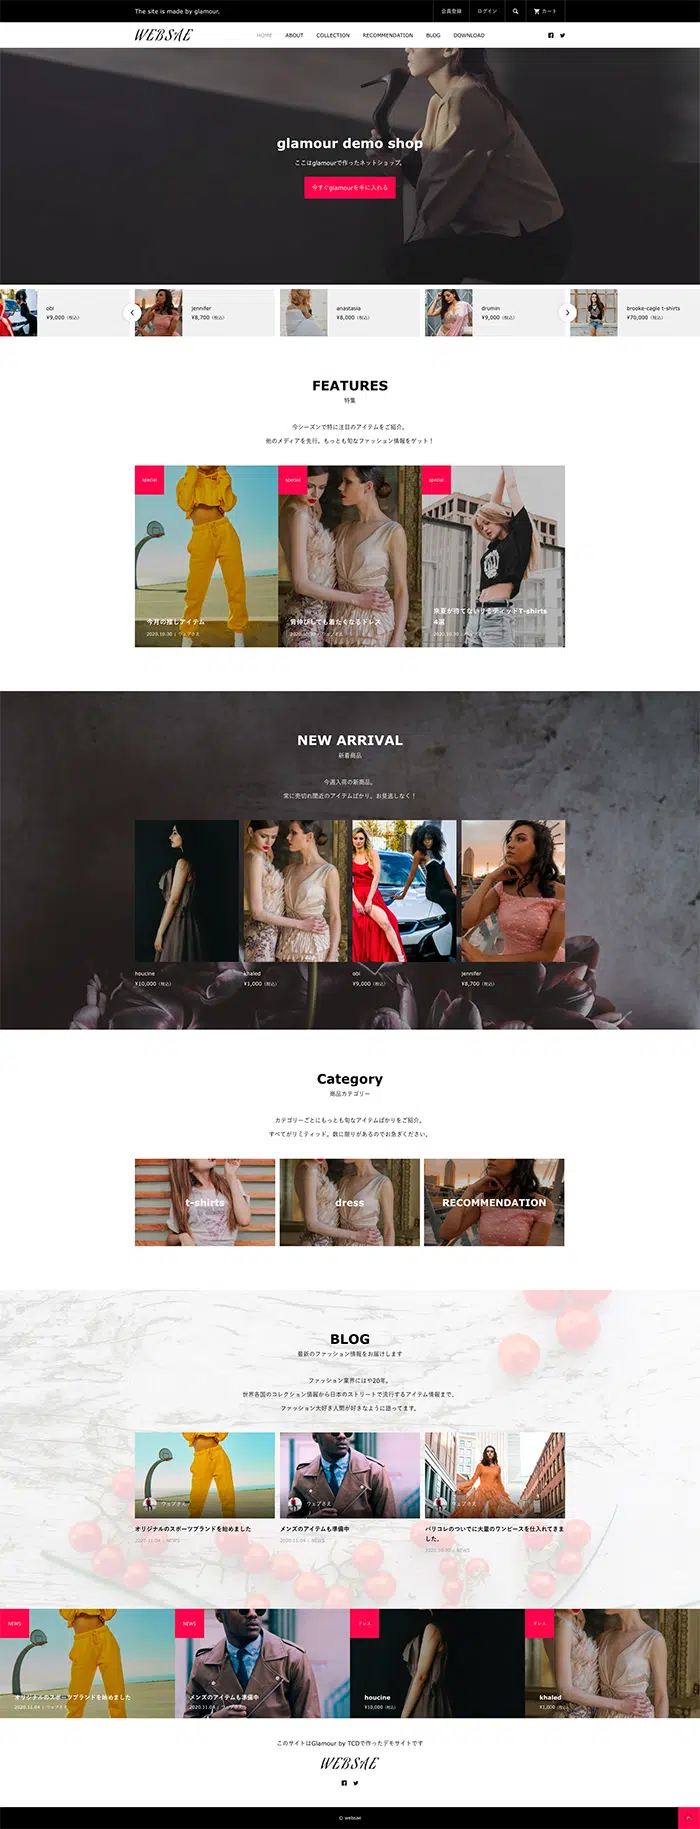 The site is made by glamour.
会員登録
ログイン
カート
WEBSAE
HOME
ABOUT
COLLECTION
RECOMMENDATION
BLOG
DOWNLOAD
glamour demo shop
ここはglamourで作ったネットショップ。
今すぐglamourを手に入れる
obi
¥9,000（税込）
jennifer
¥8,700（税込）
anastasia
¥8,000（税込）
drumin
¥9,000（税込）
brooke-cagle t-shirts
¥70,000（税込）
FEATURES
特集
今シーズンで特に注目のアイテムをご紹介。
他のメディアを先行。もっとも旬なファッション情報をゲット！
special
special
special
今月の推しアイテム
2020.10.30 | ウェブさえ
背伸びしても着たくなるドレス
2020.10.30 | ウェブさえ
来夏が待てないリミティッドT-shirts
4選
2020.10.30 | ウェブさえ
NEW ARRIVAL
新着商品
今週入荷の新商品。
常に売切れ間近のアイテムばかり。お見逃しなく！
houcine
¥10,000（税込）
khaled
¥1,000（税込）
obi
¥9,000（税込）
jennifer
¥8,700（税込）
Category
商品カテゴリー
カテゴリーごとにもっとも旬なアイテムばかりをご紹介。
すべてがリミティッド。数に限りがあるのでお急ぎください。
t-shirts
dress
RECOMMENDATION
BLOG
最新のファッション情報をお届けします
ファッション業界にはや20年。
世界各国のコレクション情報から日本のストリートで流行するアイテム情報まで、
ファッション大好き人間が好きなように語ってます。
ウェブさえ
ウェブさえ
ウェブさえ
オリジナルのスポーツブランドを始めました
2020.11.04 | NEWS
メンズのアイテムも準備中
2020.11.04 | NEWS
パリコレのついでに大量のワンピースを仕入れてきま
した。
2020.10.30 | NEWS
NEWS
NEWS
ドレス
ドレス
オリジナルのスポーツブランドを始めました
2020.11.04 | ウェブさえ
メンズのアイテムも準備中
2020.11.04 | ウェブさえ
houcine
¥10,000（税込）
khaled
¥1,000（税込）
このサイトはGlamour by TCDで作ったデモサイトです
WEBSAE
© websae